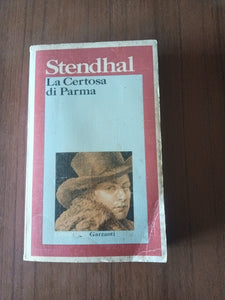 Stendhal
La Certosa
di Parma
Garzanti